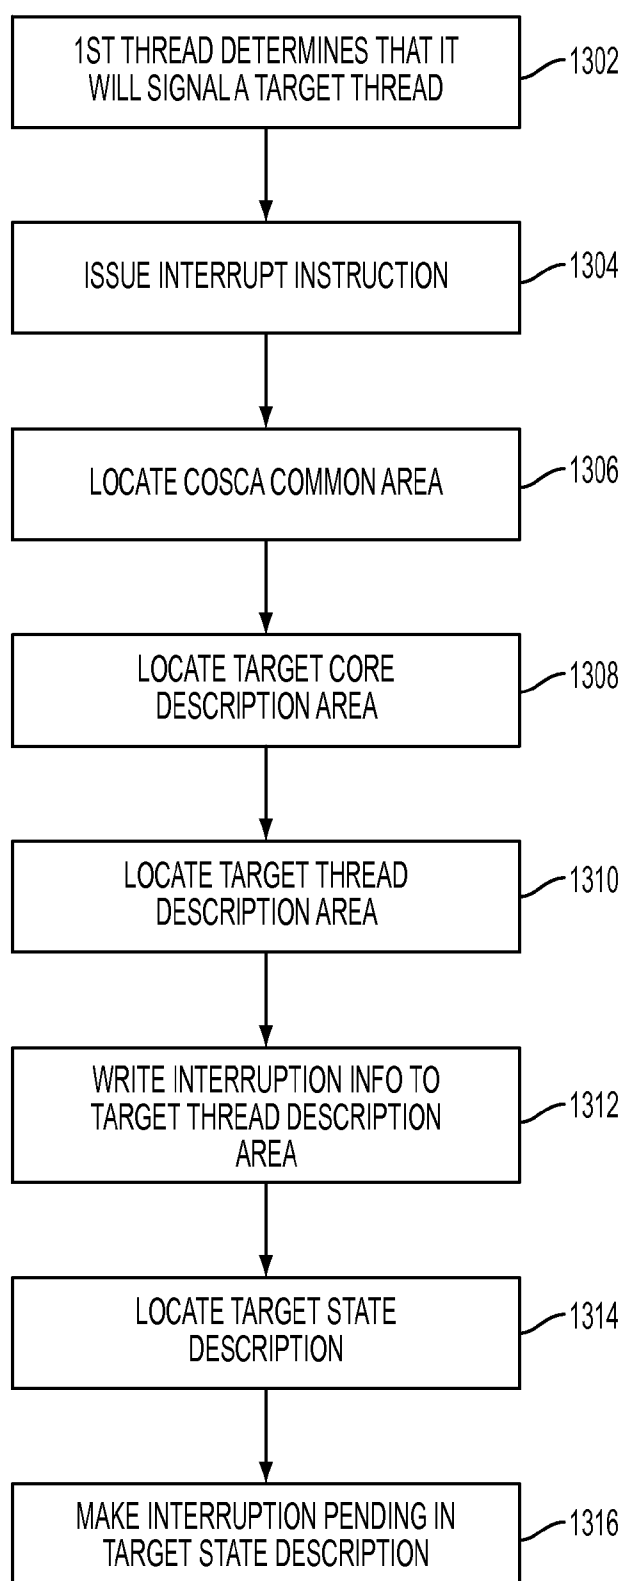 1ST THREAD DETERMINES THAT IT
WILL SIGNAL A TARGET THREAD
1302
ISSUE INTERRUPT INSTRUCTION
1304
LOCATE COSCA COMMON AREA
1306
LOCATE TARGET CORE
DESCRIPTION AREA
1308
LOCATE TARGET THREAD
DESCRIPTION AREA
1310
WRITE INTERRUPTION INFO TO
TARGET THREAD DESCRIPTION
AREA
1312
LOCATE TARGET STATE
DESCRIPTION
1314
MAKE INTERRUPTION PENDING IN
TARGET STATE DESCRIPTION
1316